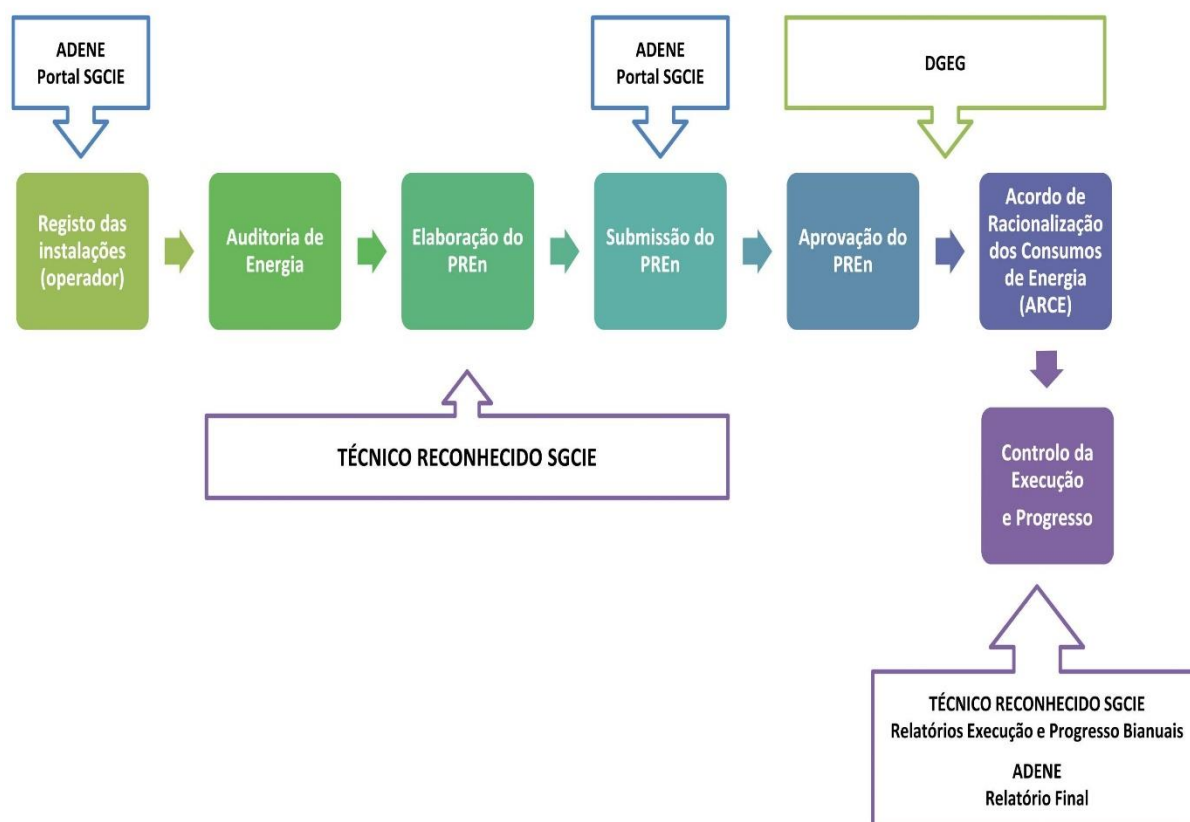 ADENE
Portal SGCIE
ADENE
Portal SGCIE
DGEG
Registo das
instalações
(operador)
Auditoria de
Energia
Elaboração do
PREn
Submissão do
PREn
Aprovação do
PREn
Acordo de
Racionalização
dos Consumos
de Energia
(ARCE)
TÉCNICO RECONHECIDO SGCIE
Controlo da
Execução
e Progresso
TÉCNICO RECONHECIDO SGCIE
Relatórios Execução e Progresso Bianuais
ADENE
Relatório Final